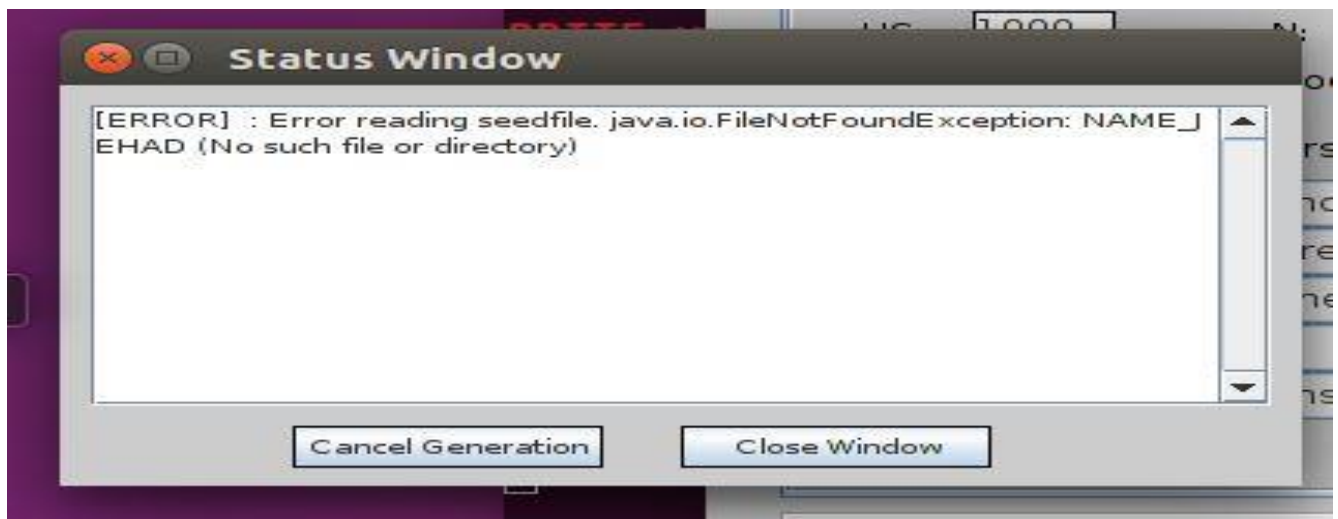 Status Window
[ERROR] : Error reading seedfile. java.io.FileNotFoundException: NAME_J
EHAD (No such file or directory)
Cancel Generation
Close Window